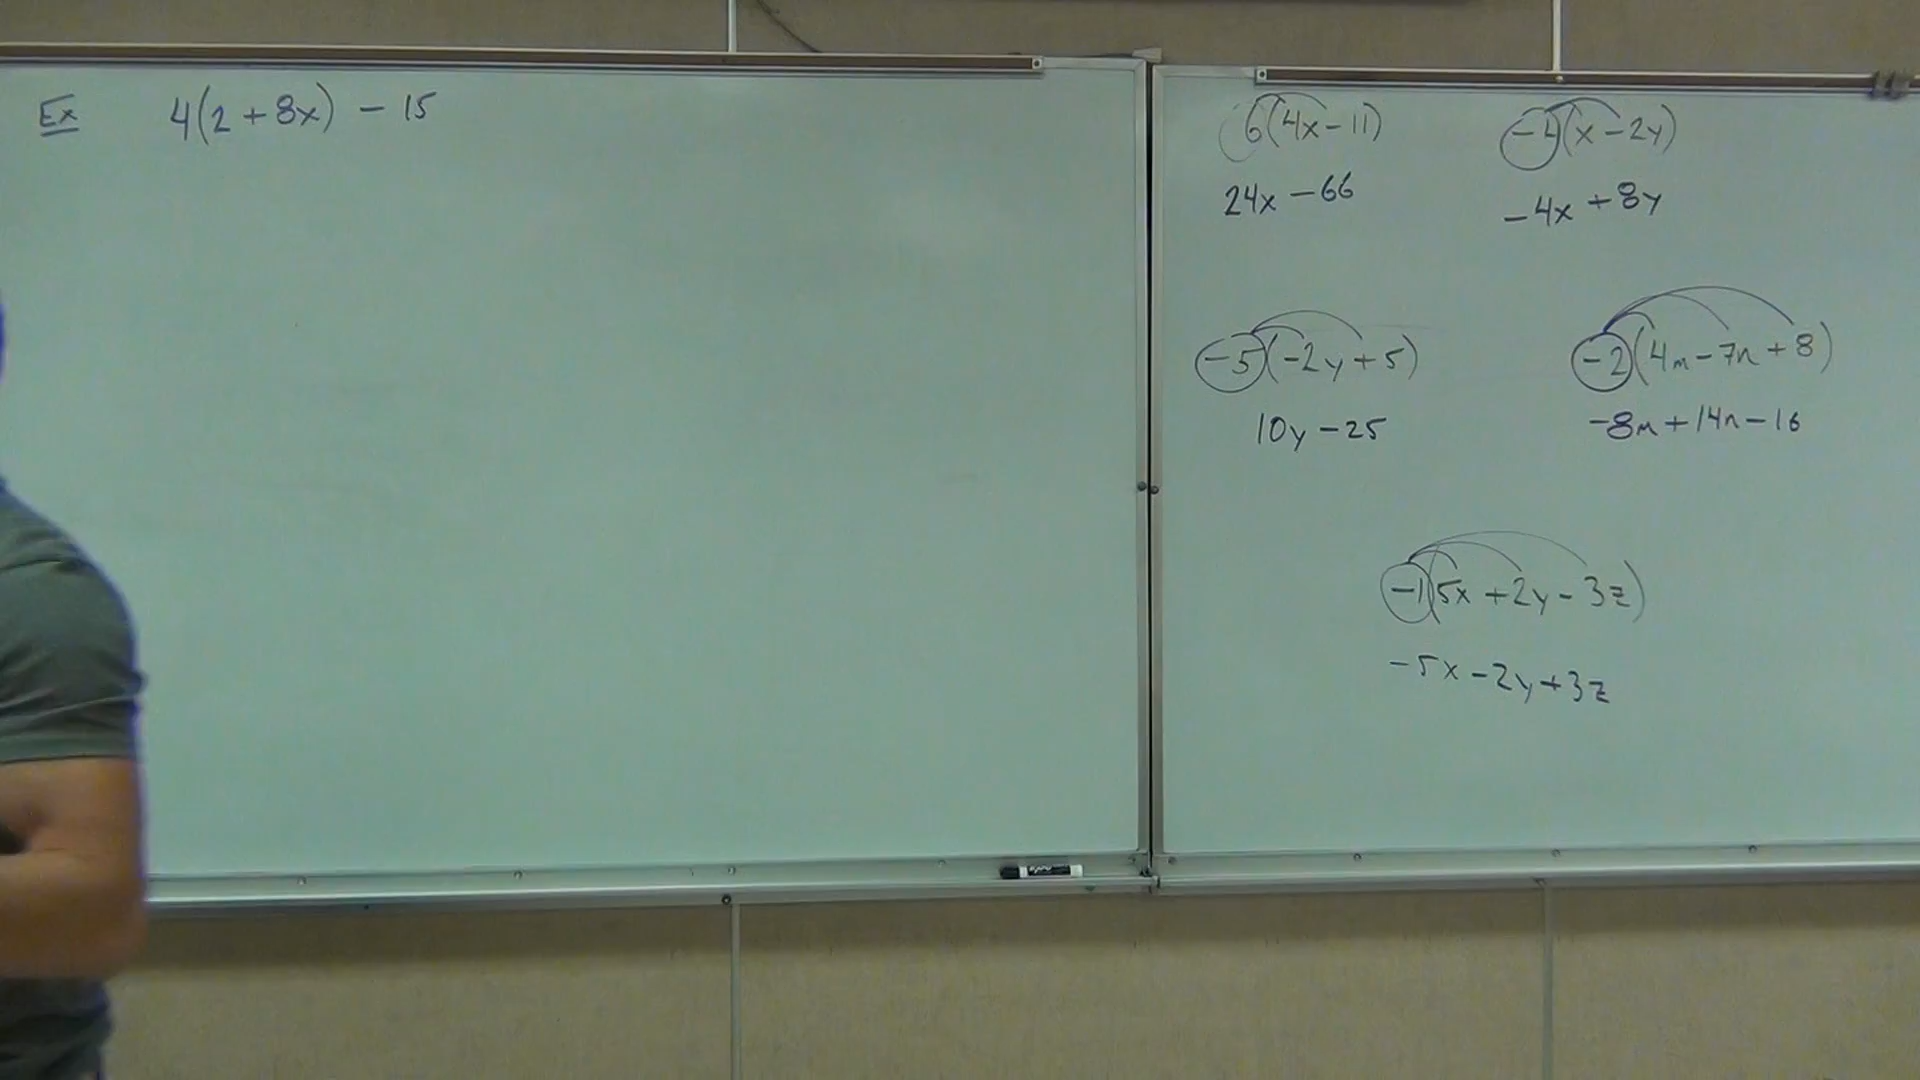 Ex 4(2 + 8x) - 15
6(4x - 11)
24x - 66
-4(x - 2y)
-4x + 8y
-5(-2y + 5)
10y - 25
-2(4m - 7n + 8)
-8m + 14n - 16
-1(5x + 2y - 3z)
-5x - 2y + 3z